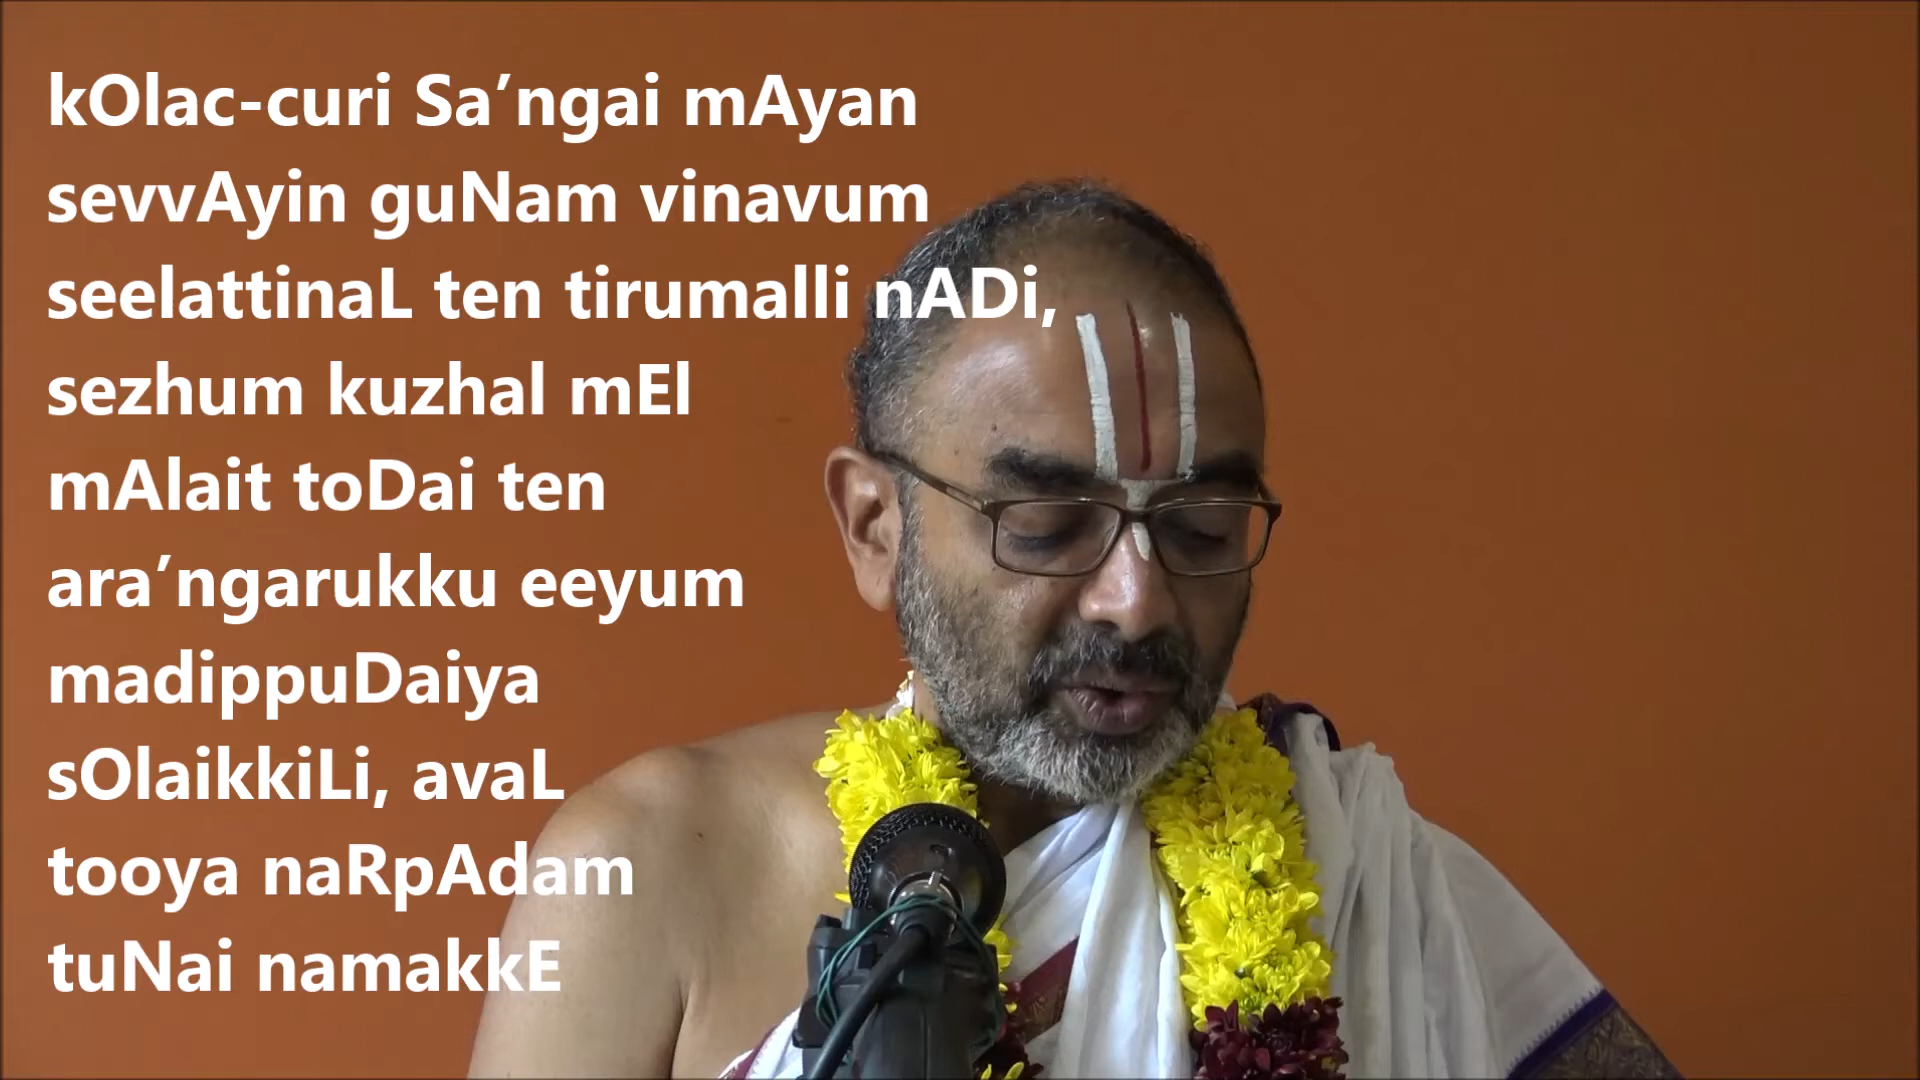 kOlac-curi Sa’ngai mAyan
sevvAyin guNam vinavum
seelattinaL ten tirumalli nADi,
sezhum kuzhal mEl
mAlait toDai ten
ara’ngarukku eeyum
madippuDaiya
sOlaikkiLi, avaL
tooya naRpAdam
tuNai namakkE